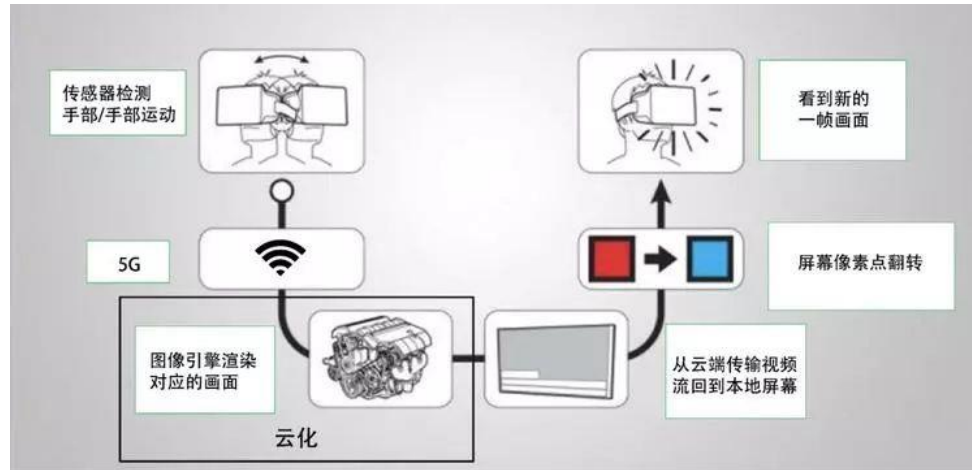 传感器检测
手部/手部运动
5G
图像引擎渲染
对应的画面
云化
从云端传输视频
流回到本地屏幕
屏幕像素点翻转
看到新的
一帧画面